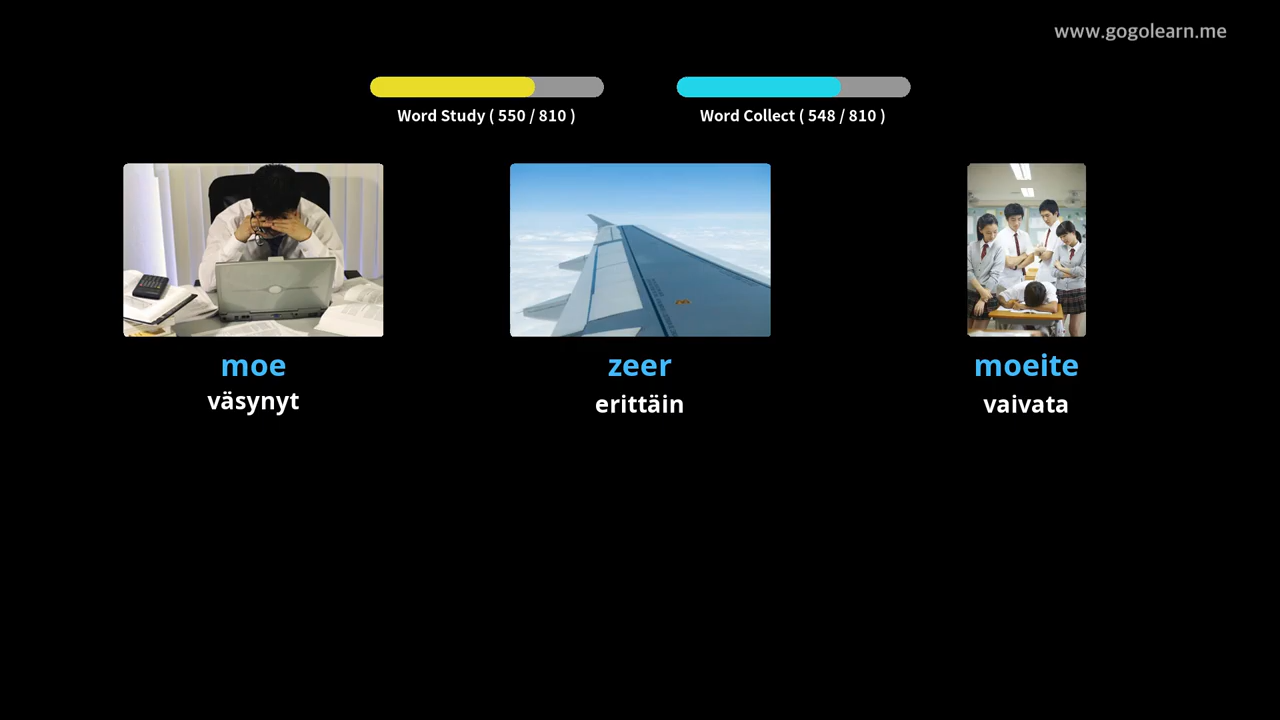 www.gogolearn.me
Word Study ( 550 / 810 )
Word Collect ( 548 / 810 )
moe
väsynyt
zeer
erittäin
moeite
vaivata